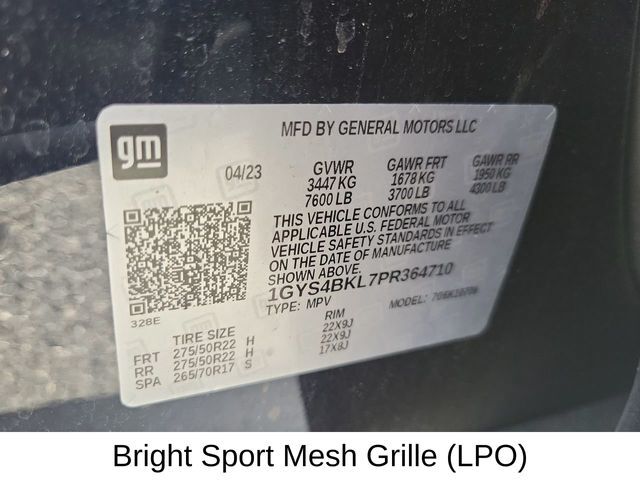 gm
MFD BY GENERAL MOTORS LLC
04/23
GVWR GAWR FRT GAWR RR
3447 KG 1678 KG 1950 KG
7600 LB 3700 LB 4300 LB
THIS VEHICLE CONFORMS TO ALL
APPLICABLE U.S. FEDERAL MOTOR
VEHICLE SAFETY STANDARDS IN EFFECT
ON THE DATE OF MANUFACTURE
SHOWN ABOVE.
1GYS4BKL7PR364710
TYPE: MPV MODEL:
328E
TIRE SIZE RIM
FRT 275/50R22 H 22X9J
RR 275/50R22 H 22X9J
SPA 265/70R17 S 17X8J
Bright Sport Mesh Grille (LPO)